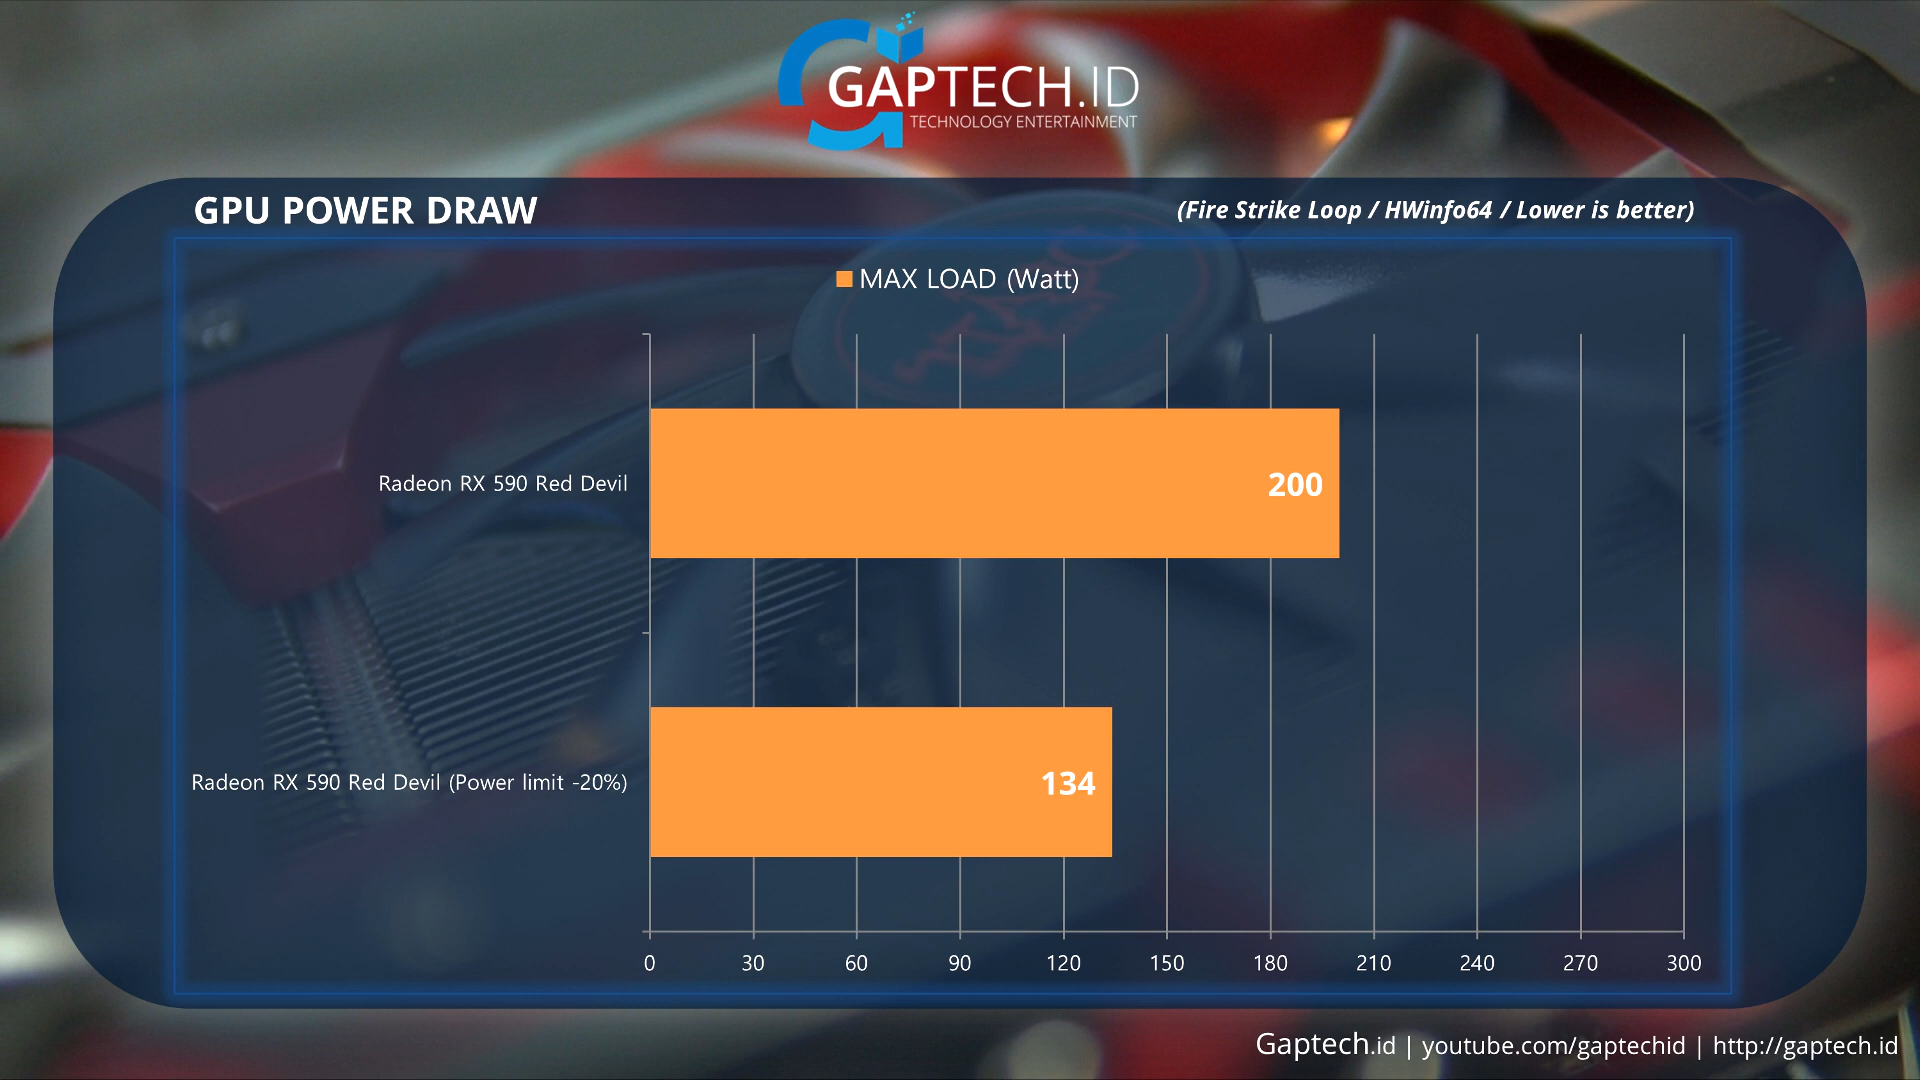 GAPTECH.ID
TECHNOLOGY ENTERTAINMENT
GPU POWER DRAW
(Fire Strike Loop / HWinfo64 / Lower is better)
MAX LOAD (Watt)
Radeon RX 590 Red Devil
200
Radeon RX 590 Red Devil (Power limit -20%)
134
0 30 60 90 120 150 180 210 240 270 300
Gaptech.id | youtube.com/gaptechid | http://gaptech.id